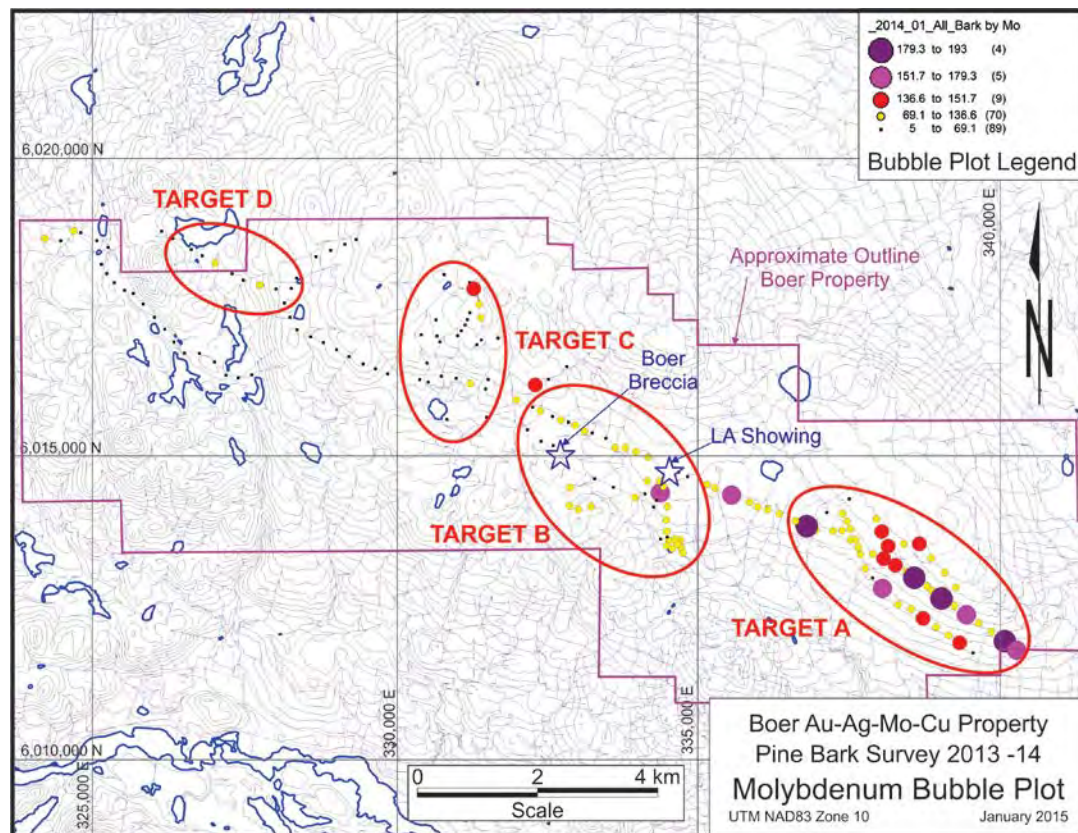 _2014_01_All_Bark by Mo
179.3 to 193 (4)
151.7 to 179.3 (5)
136.6 to 151.7 (9)
69.1 to 136.6 (70)
5 to 69.1 (89)
Bubble Plot Legend
6,020,000 N
TARGET D
340,000 E
Approximate Outline
Boer Property
N
TARGET C
Boer
Breccia
LA Showing
6,015,000 N
TARGET B
TARGET A
330,000 E
335,000 E
6,010,000 N
325,000 E
0 2 4 km
Scale
Boer Au-Ag-Mo-Cu Property
Pine Bark Survey 2013 -14
Molybdenum Bubble Plot
UTM NAD83 Zone 10 January 2015